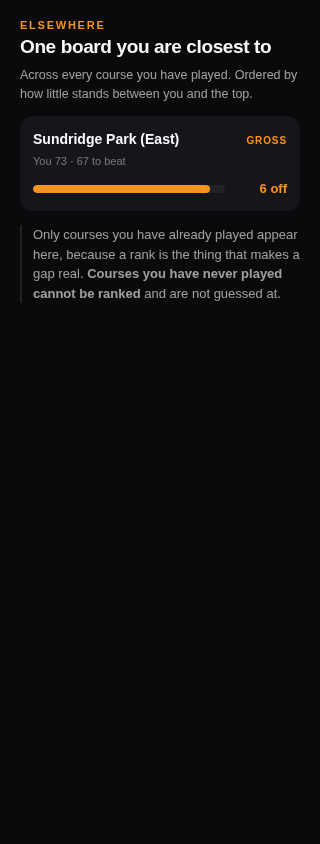 ELSEWHERE
One board you are closest to
Across every course you have played. Ordered by
how little stands between you and the top.
Sundridge Park (East)
GROSS
You 73 · 67 to beat
6 off
Only courses you have already played appear
here, because a rank is the thing that makes a
gap real. Courses you have never played
cannot be ranked and are not guessed at.